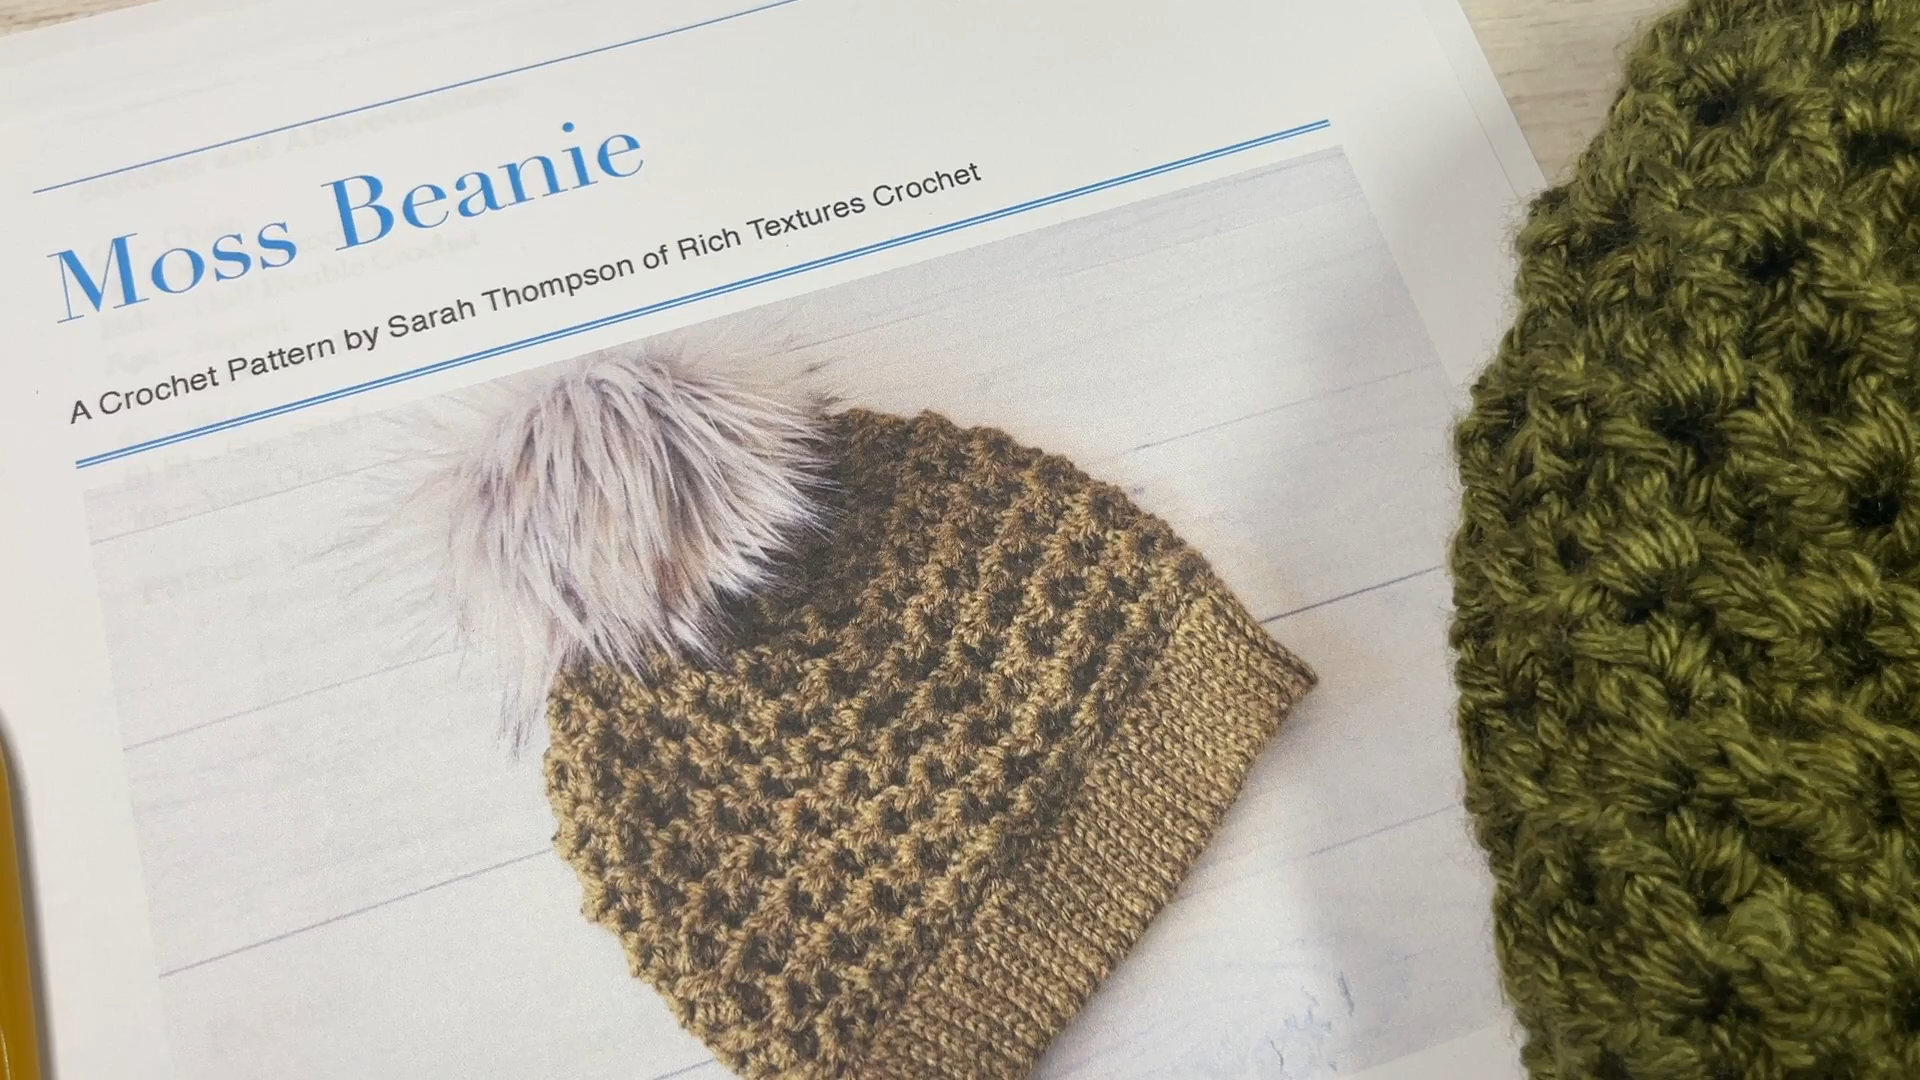 Moss Beanie
A Crochet Pattern by Sarah Thompson of Rich Textures Crochet